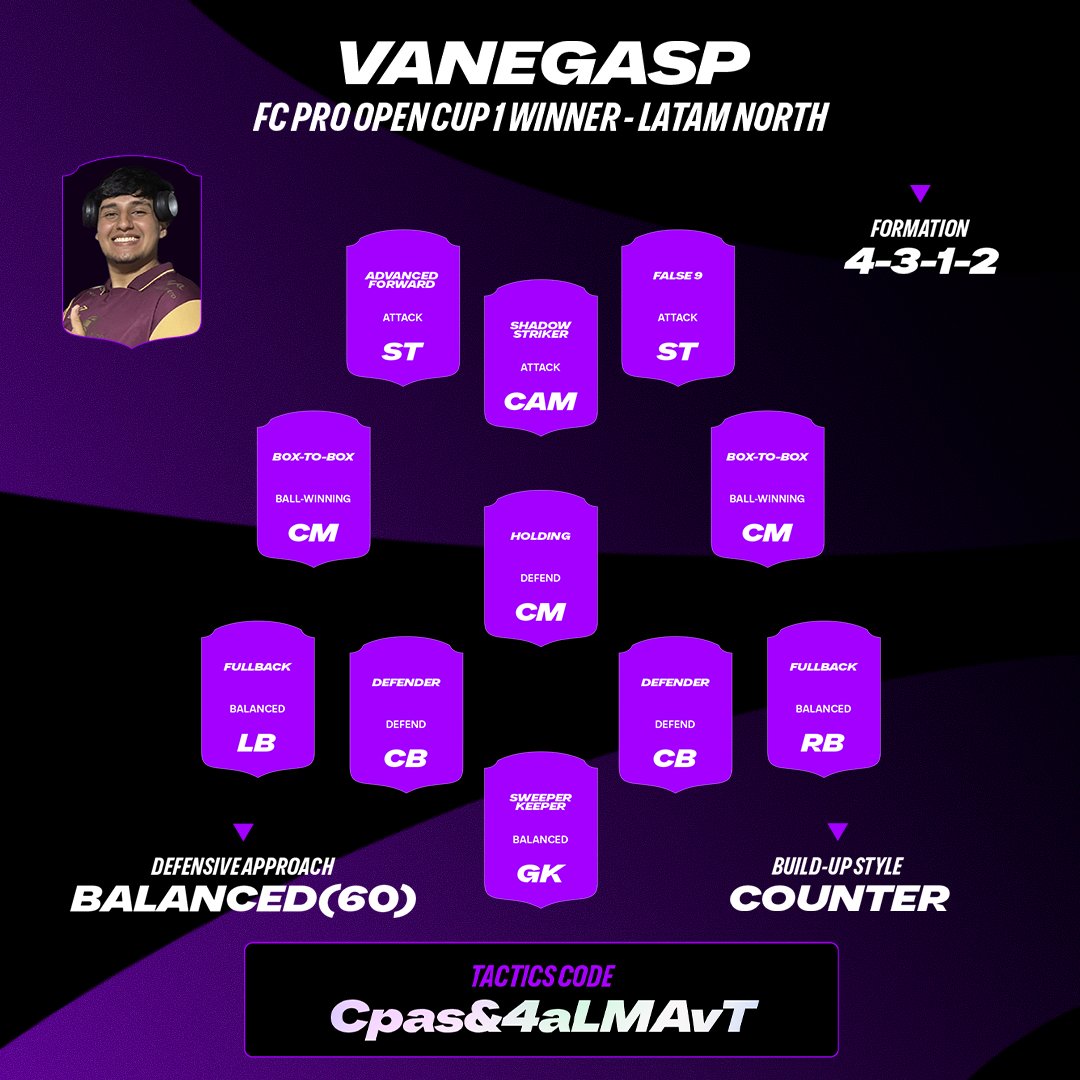 VANEGASP
FC PRO OPEN CUP 1 WINNER - LATAM NORTH
FORMATION
4-3-1-2
ADVANCED
FORWARD
ATTACK
ST
SHADOW
STRIKER
ATTACK
CAM
FALSE 9
ATTACK
ST
BOX-TO-BOX
BALL-WINNING
CM
HOLDING
DEFEND
CM
BOX-TO-BOX
BALL-WINNING
CM
FULLBACK
BALANCED
LB
DEFENDER
DEFEND
CB
DEFENDER
DEFEND
CB
FULLBACK
BALANCED
RB
SWEEPER
KEEPER
BALANCED
GK
DEFENSIVE APPROACH
BALANCED(60)
BUILD-UP STYLE
COUNTER
TACTICS CODE
Cpas&4aLMAvT